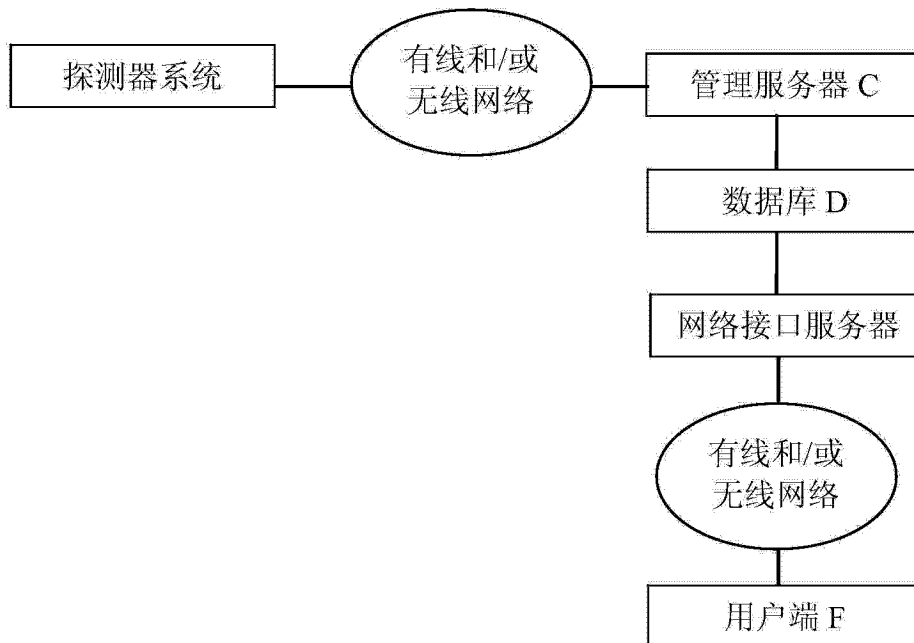 探测器系统
有线和/或
无线网络
管理服务器 C
数据库 D
网络接口服务器
有线和/或
无线网络
用户端 F